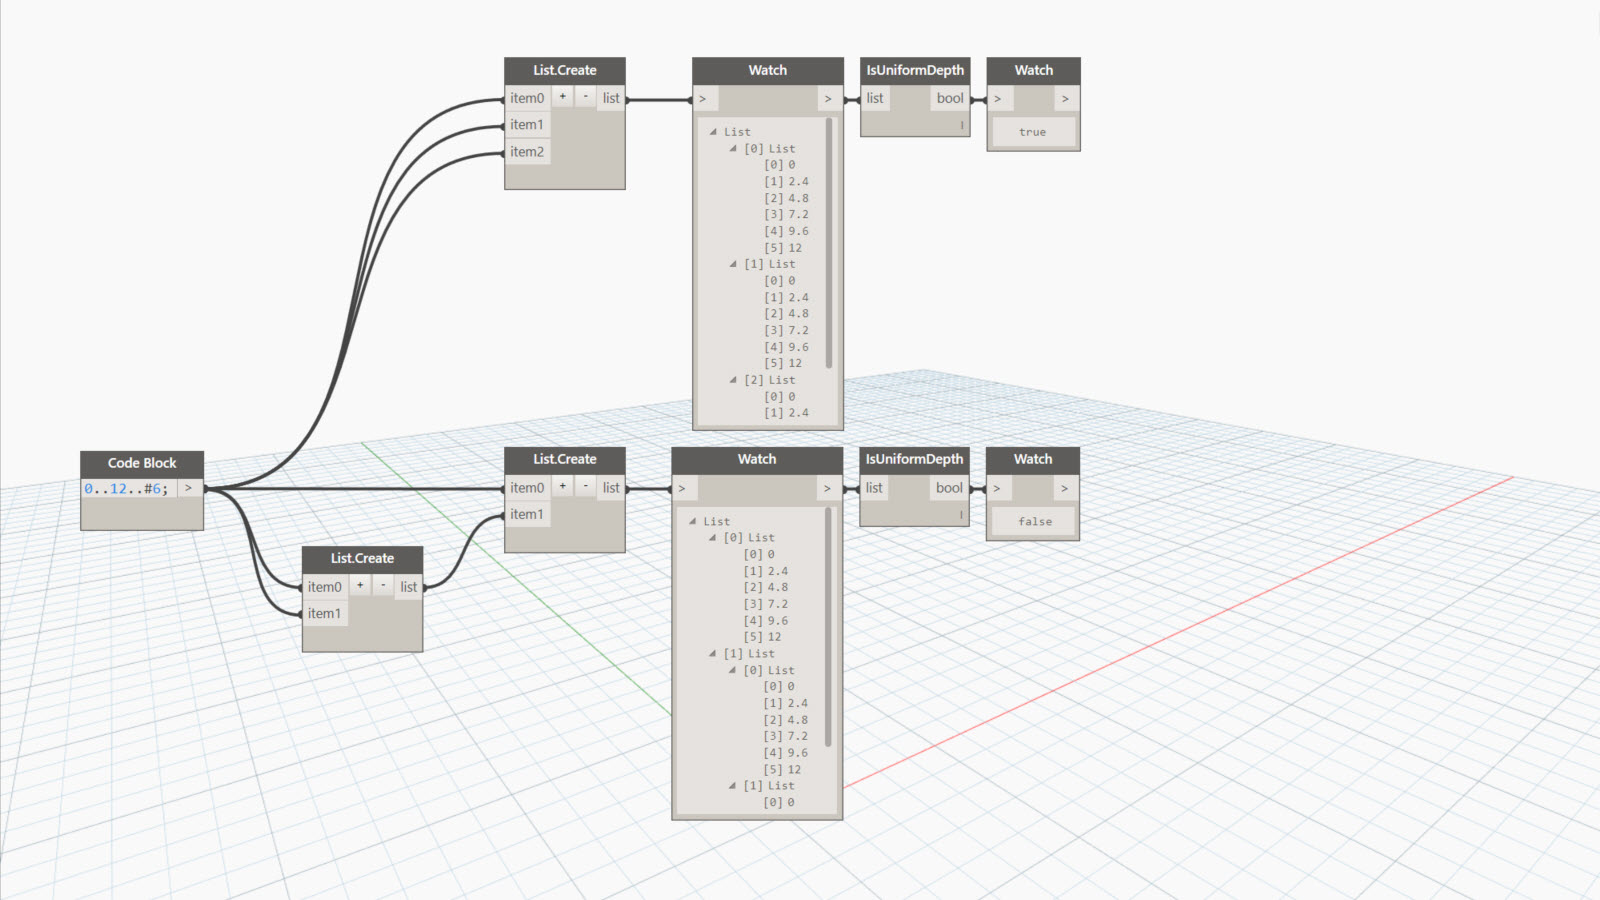 List.Create
item0 + - list
item1
item2
Watch
> >
List
[0] List
[0] 0
[1] 2.4
[2] 4.8
[3] 7.2
[4] 9.6
[5] 12
[1] List
[0] 0
[1] 2.4
[2] 4.8
[3] 7.2
[4] 9.6
[5] 12
[2] List
[0] 0
[1] 2.4
IsUniformDepth
list bool
|
Watch
> >
true
Code Block
0..12..#6; >
List.Create
item0 + - list
item1
List.Create
item0 + - list
item1
Watch
> >
List
[0] List
[0] 0
[1] 2.4
[2] 4.8
[3] 7.2
[4] 9.6
[5] 12
[1] List
[0] List
[0] 0
[1] 2.4
[2] 4.8
[3] 7.2
[4] 9.6
[5] 12
[1] List
[0] 0
IsUniformDepth
list bool
|
Watch
> >
false